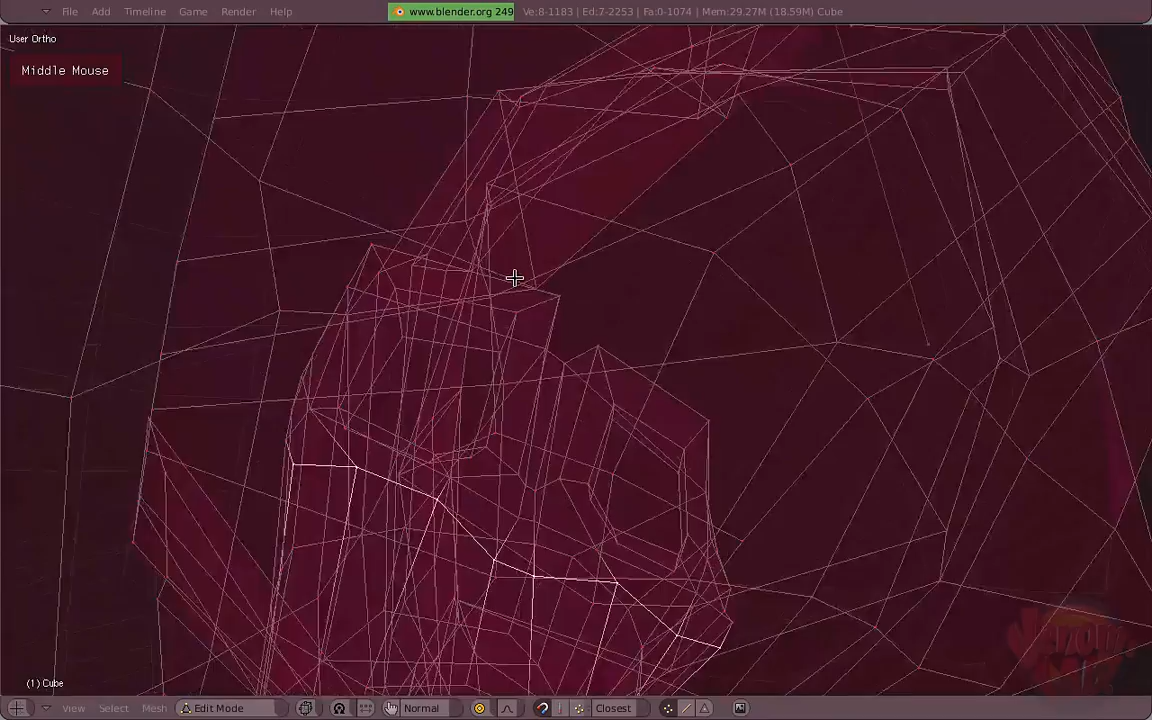 File Add Timeline Game Render Help www.blender.org 249 Ve:8-1183 | Ed:7-2253 | Fa:0-1074 | Mem:29.27M (18.59M) Cube
User Ortho
Middle Mouse
(1) Cube
View Select Mesh Edit Mode Normal Closest